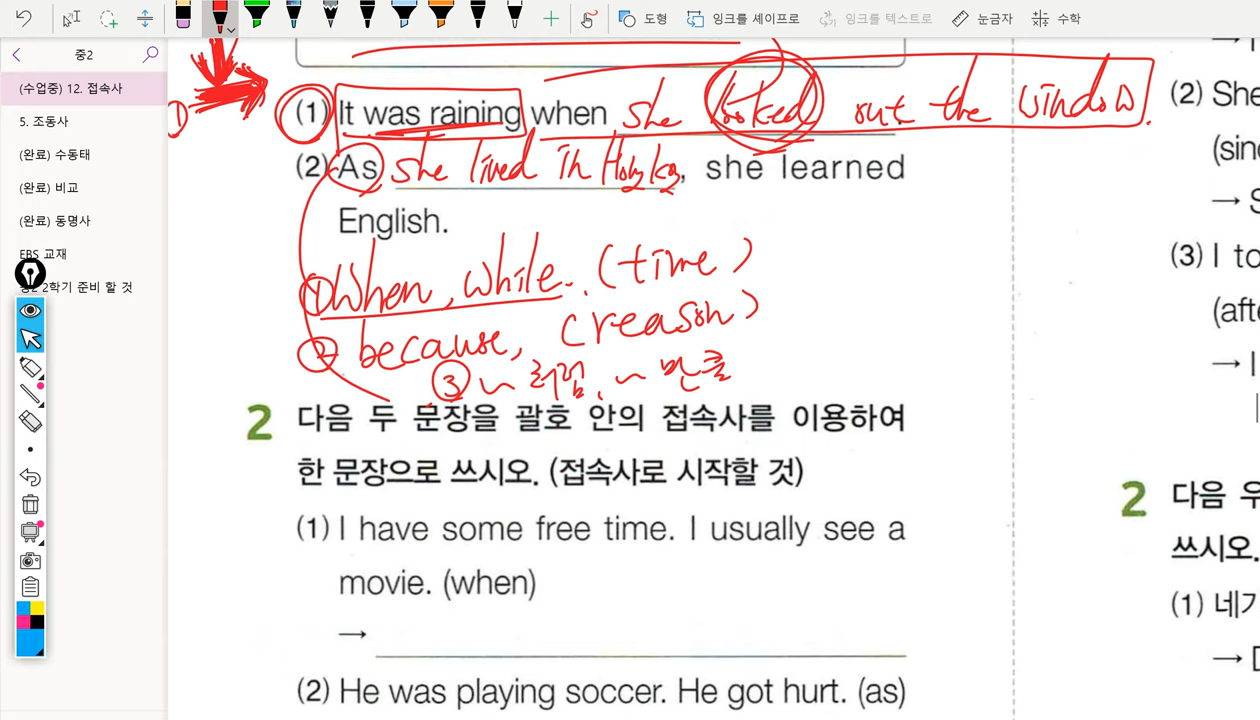 도형 잉크를 셰이프로 잉크를 텍스트로 눈금자 수학
중2
(수업중) 12. 접속사
5. 조동사
(완료) 수동태
(완료) 비교
(완료) 동명사
EBS 교재
2학기 준비 할 것
(1) It was raining when she looked out the window.
(2) As she lived in Hong Kong, she learned
English.
① When, while.. (time)
② because, (reason)
③ ~처럼, ~만큼
2 다음 두 문장을 괄호 안의 접속사를 이용하여
한 문장으로 쓰시오. (접속사로 시작할 것)
(1) I have some free time. I usually see a
movie. (when)
→
(2) He was playing soccer. He got hurt. (as)
(2) She
(sinc
→ S
(3) I to
(afte
→ I
2 다음 우
쓰시오.
(1) 네가
→